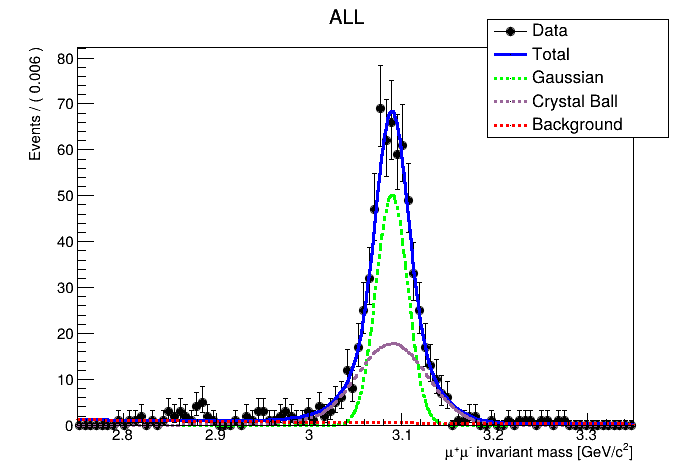 ALL
Data
Total
Gaussian
Crystal Ball
Background
Events / ( 0.006 )
80
70
60
50
40
30
20
10
0
2.8 2.9 3 3.1 3.2 3.3
μ⁺μ⁻ invariant mass [GeV/c²]